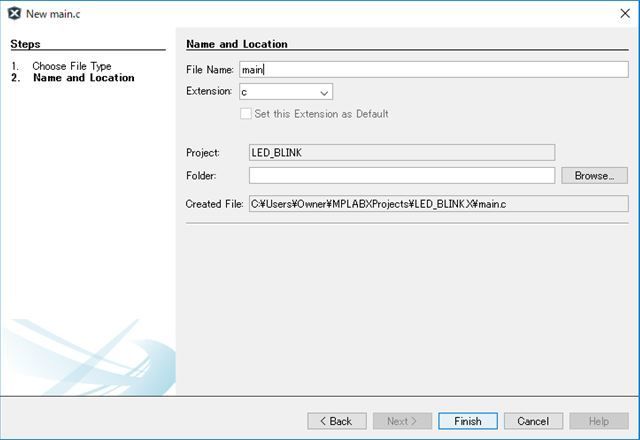 New main.c
Steps
1. Choose File Type
2. Name and Location
Name and Location
File Name: main
Extension: c
Set this Extension as Default
Project: LED_BLINK
Folder: Browse...
Created File: C:¥Users¥Owner¥MPLABXProjects¥LED_BLINK.X¥main.c
< Back Next > Finish Cancel Help